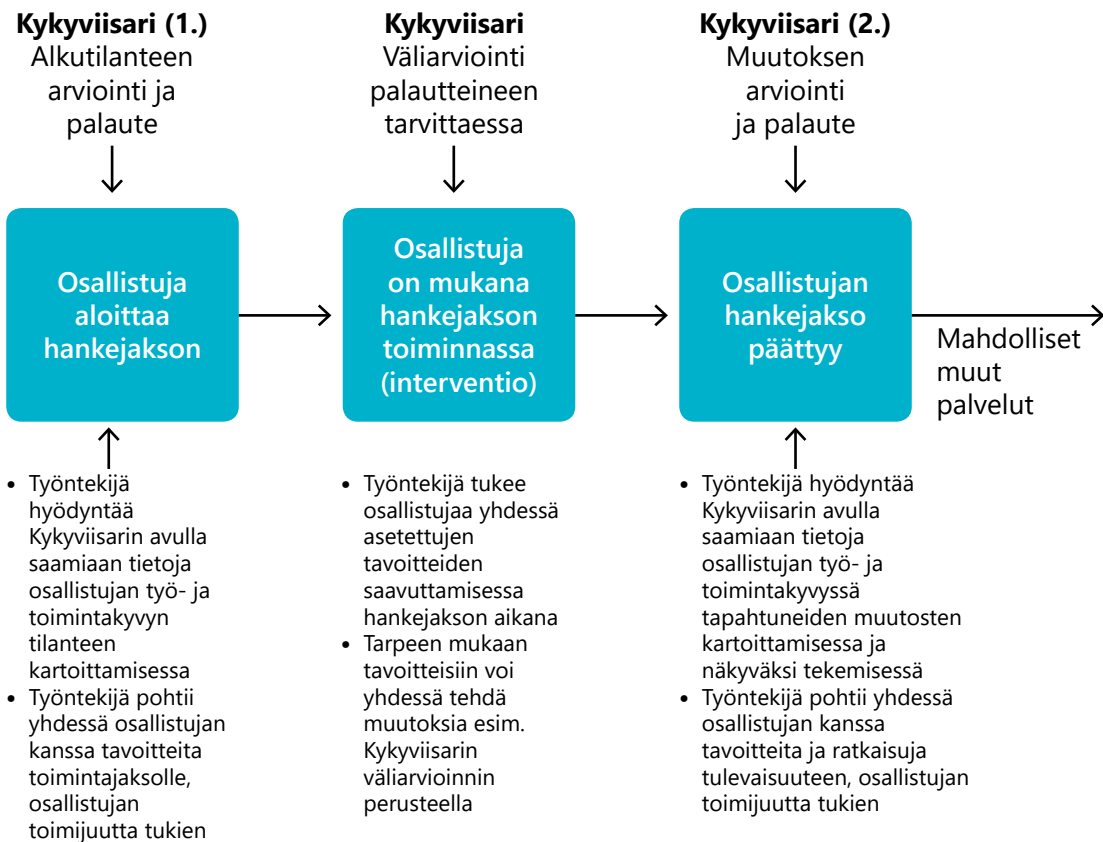 Kykyviisari (1.)
Alkutilanteen
arviointi ja
palaute
Kykyviisari
Väliarviointi
palautteineen
tarvittaessa
Kykyviisari (2.)
Muutoksen
arviointi
ja palaute
Osallistuja
aloittaa
hankejakson
Osallistuja
on mukana
hankejakson
toiminnassa
(interventio)
Osallistujan
hankejakso
päättyy
Mahdolliset
muut
palvelut
• Työntekijä
hyödyntää
Kykyviisarin avulla
saamiaan tietoja
osallistujan työ- ja
toimintakyvyn
tilanteen
kartoittamisessa
• Työntekijä pohtii
yhdessä osallistujan
kanssa tavoitteita
toimintajaksolle,
osallistujan
toimijuutta tukien
• Työntekijä tukee
osallistujaa yhdessä
asetettujen
tavoitteiden
saavuttamisessa
hankejakson aikana
• Tarpeen mukaan
tavoitteisiin voi
yhdessä tehdä
muutoksia esim.
Kykyviisarin
väliarvioinnin
perusteella
• Työntekijä hyödyntää
Kykyviisarin avulla
saamiaan tietoja
osallistujan työ- ja
toimintakyvyssä
tapahtuneiden muutosten
kartoittamisessa ja
näkyväksi tekemisessä
• Työntekijä pohtii yhdessä
osallistujan kanssa
tavoitteita ja ratkaisuja
tulevaisuuteen, osallistujan
toimijuutta tukien